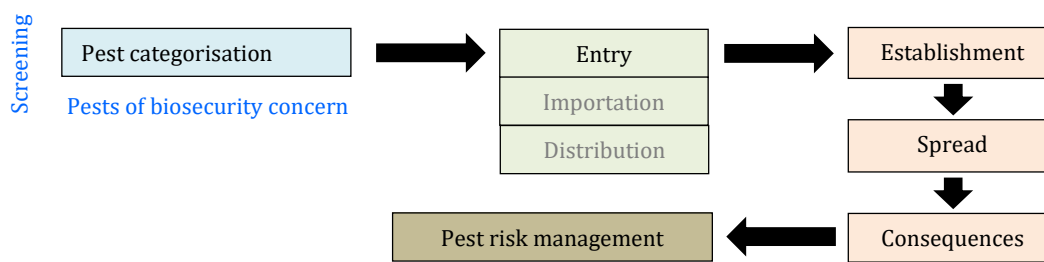 Screening
Pest categorisation
Pests of biosecurity concern
Entry
Importation
Distribution
Establishment
Spread
Consequences
Pest risk management